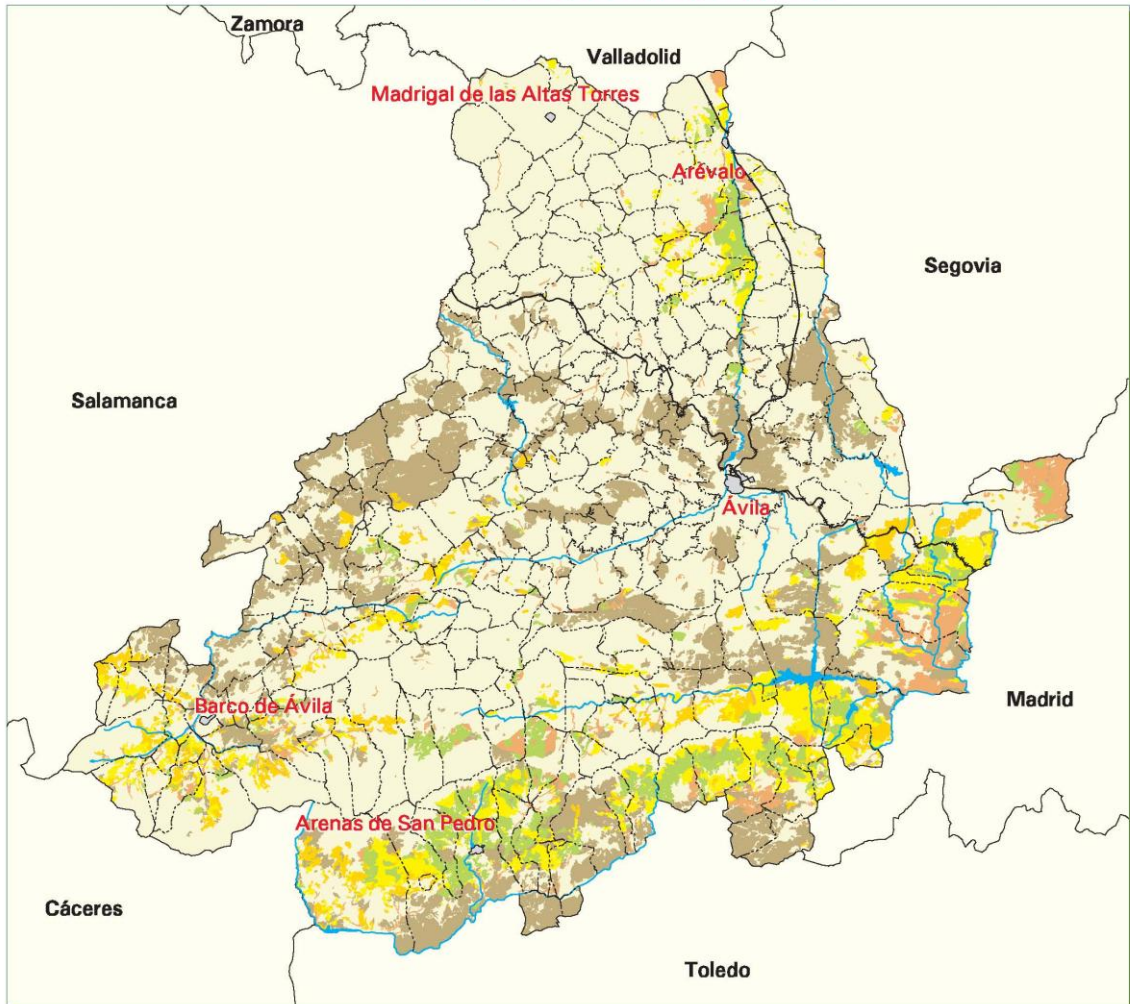 Zamora
Valladolid
Madrigal de las Altas Torres
Arévalo
Segovia
Salamanca
Ávila
Barco de Ávila
Madrid
Arenas de San Pedro
Cáceres
Toledo